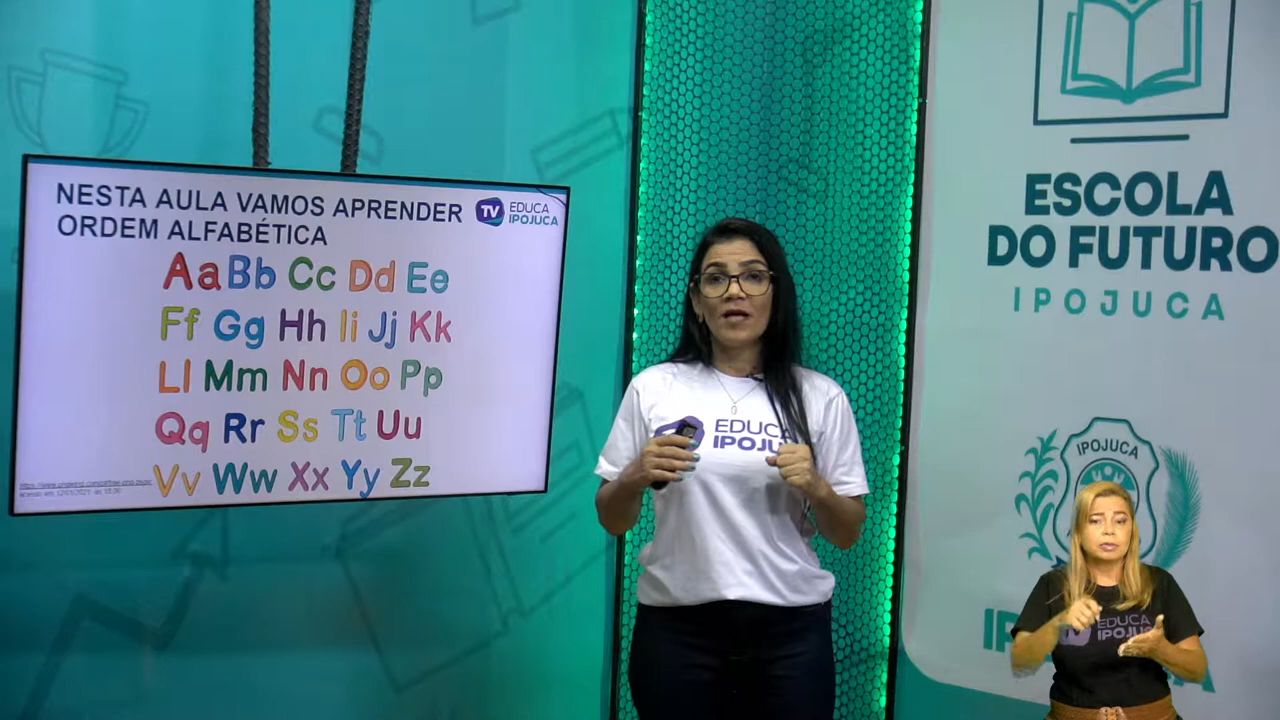 NESTA AULA VAMOS APRENDER
ORDEM ALFABÉTICA
TV EDUCA
IPOJUCA
Aa Bb Cc Dd Ee
Ff Gg Hh Ii Jj Kk
Ll Mm Nn Oo Pp
Qq Rr Ss Tt Uu
Vv Ww Xx Yy Zz
EDUCA
IPOJU
ESCOLA
DO FUTURO
IPOJUCA
IPOJUCA
EDUCA
IPOJU